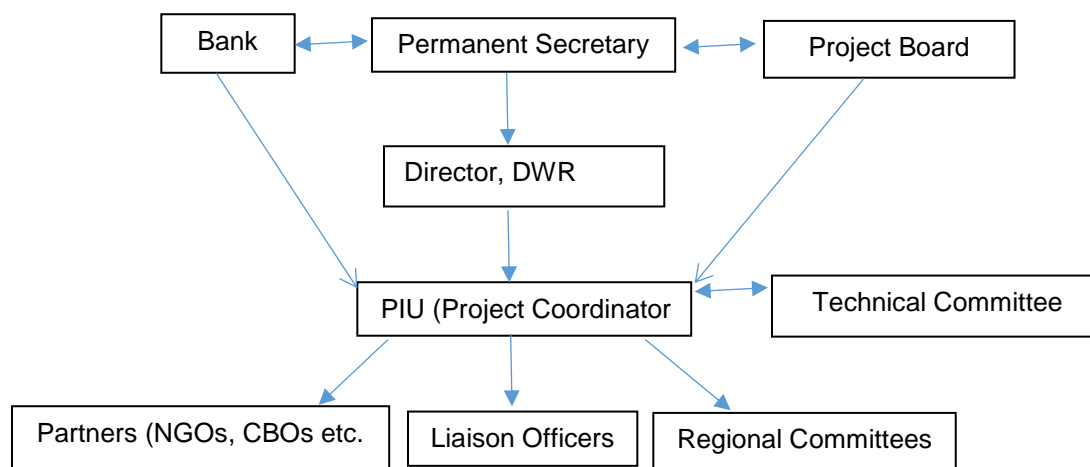 Bank
Permanent Secretary
Project Board
Director, DWR
PIU (Project Coordinator
Technical Committee
Partners (NGOs, CBOs etc.
Liaison Officers
Regional Committees